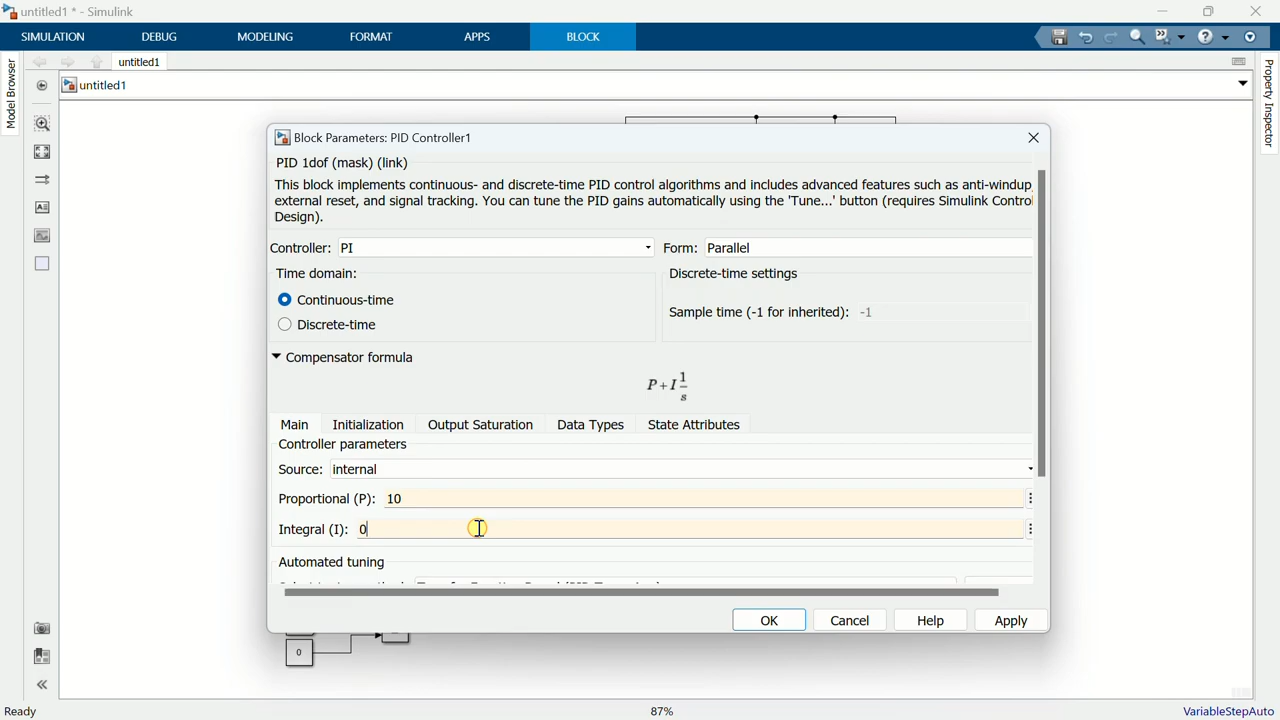 untitled1 * - Simulink
SIMULATION DEBUG MODELING FORMAT APPS BLOCK
untitled1
Model Browser
untitled1
Property Inspector
Block Parameters: PID Controller1
PID 1dof (mask) (link)
This block implements continuous- and discrete-time PID control algorithms and includes advanced features such as anti-windup,
external reset, and signal tracking. You can tune the PID gains automatically using the 'Tune...' button (requires Simulink Control
Design).
Controller: PI Form: Parallel
Time domain: Discrete-time settings
Continuous-time
Sample time (-1 for inherited): -1
Discrete-time
Compensator formula
P+I 1/s
Main Initialization Output Saturation Data Types State Attributes
Controller parameters
Source: internal
Proportional (P): 10
Integral (I): 0
Automated tuning
OK Cancel Help Apply
0
Ready 87% VariableStepAuto